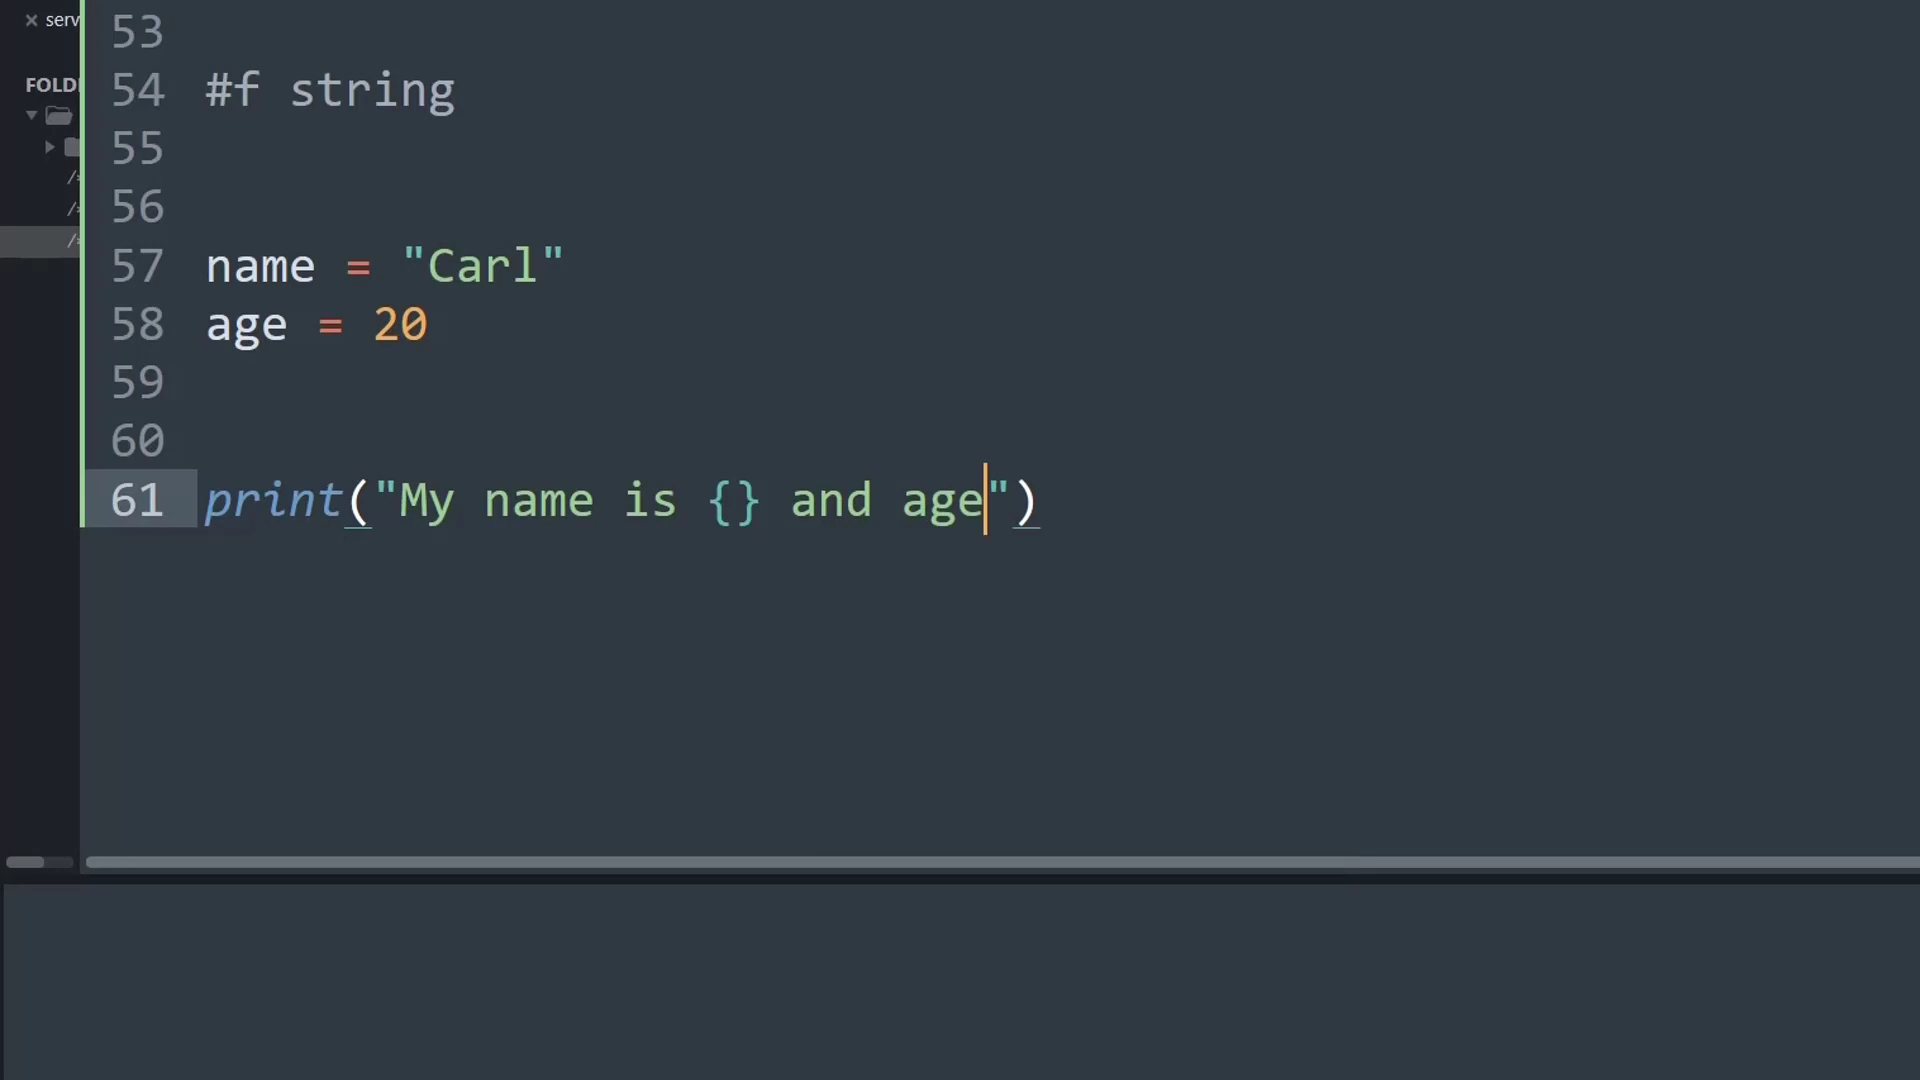 serv
FOLD
53
54 #f string
55
56
57 name = "Carl"
58 age = 20
59
60
61 print("My name is {} and age")